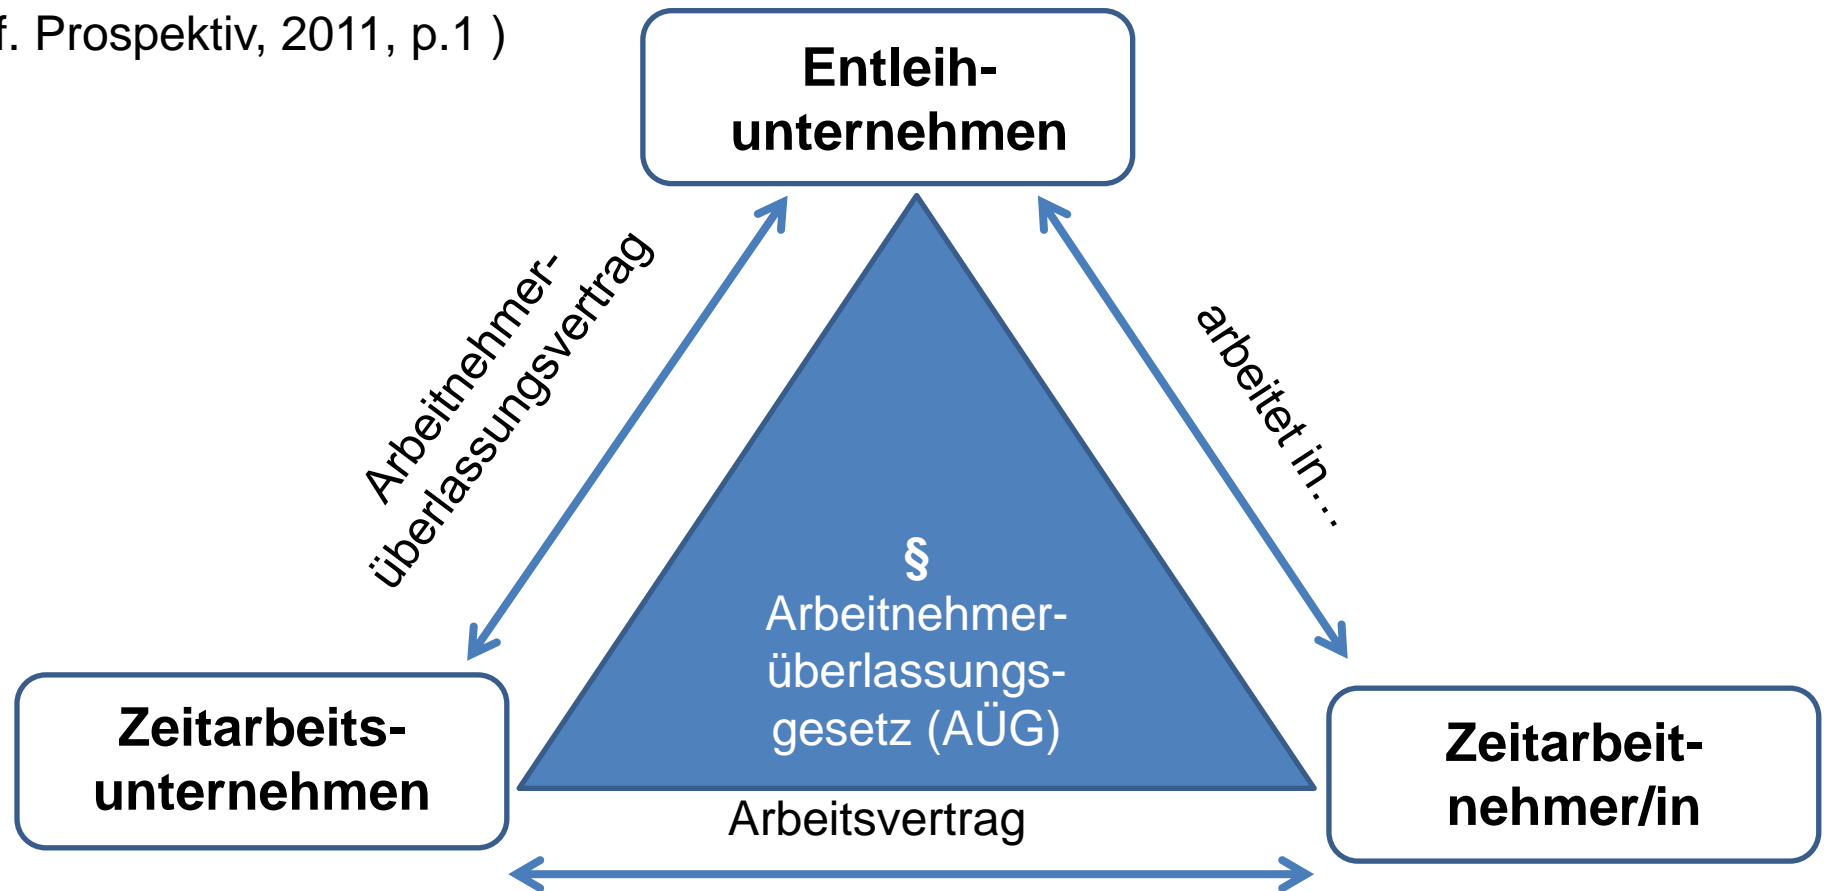 f. Prospektiv, 2011, p.1 )
Entleih-
unternehmen
Arbeitnehmer-
überlassungsvertrag
arbeitet in…
§
Arbeitnehmer-
überlassungs-
gesetz (AÜG)
Zeitarbeits-
unternehmen
Zeitarbeit-
nehmer/in
Arbeitsvertrag